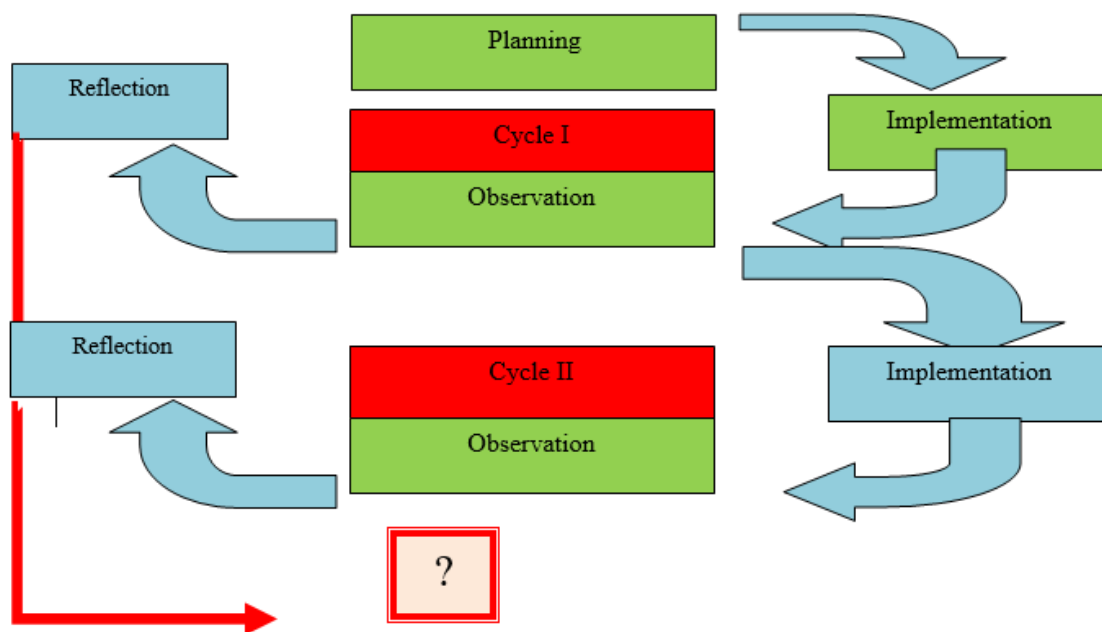 Planning
Reflection
Implementation
Cycle I
Observation
Reflection
Cycle II
Implementation
Observation
?